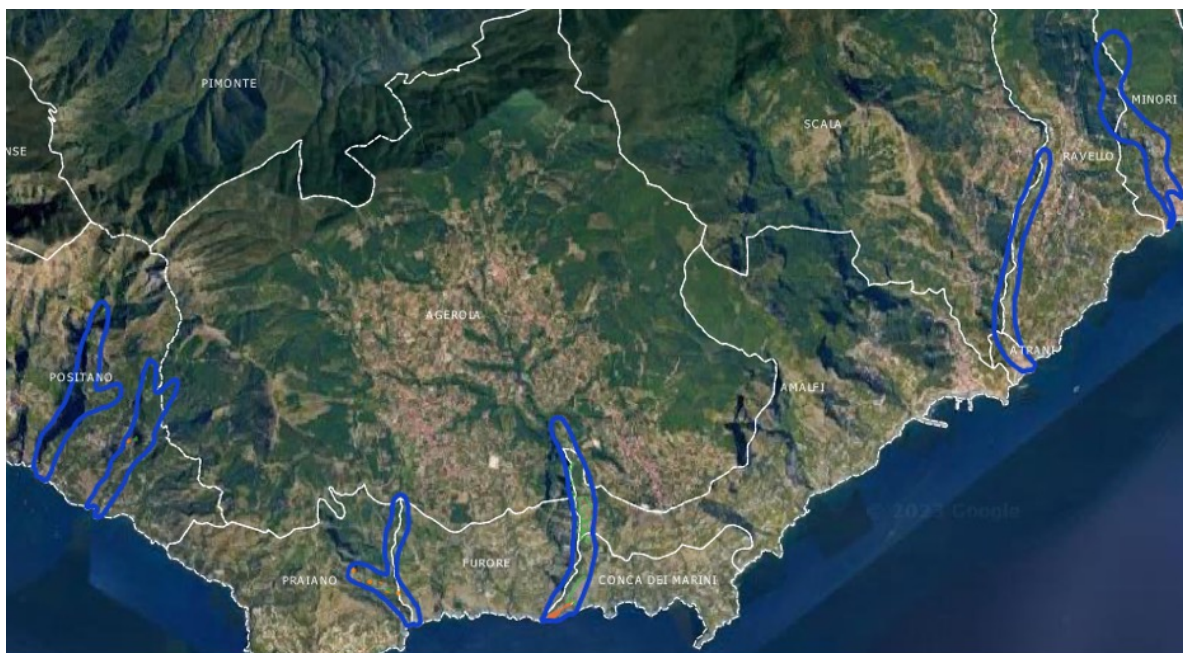 PIMONTE
MINORI
SCALA
NSE
RAVELLO
AGEROLA
ATRANI
POSITANO
AMALFI
© 2023 Google
FURORE
PRAIANO
CONCA DEI MARINI